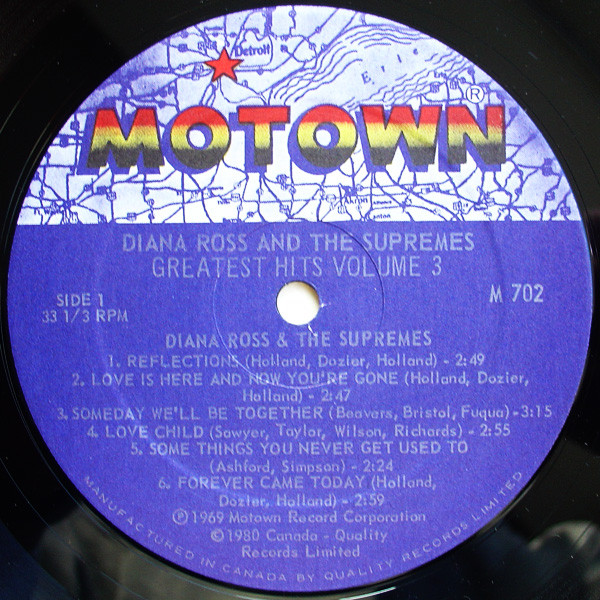 Detroit
Erie
MOTOWN®
Akron
Canton
DIANA ROSS AND THE SUPREMES
GREATEST HITS VOLUME 3
SIDE 1
33 1/3 RPM
M 702
DIANA ROSS & THE SUPREMES
1. REFLECTIONS (Holland, Dozier, Holland) - 2:49
2. LOVE IS HERE AND NOW YOU'RE GONE (Holland, Dozier,
Holland) - 2:47
3. SOMEDAY WE'LL BE TOGETHER (Beavers, Bristol, Fuqua) - 3:15
4. LOVE CHILD (Sawyer, Taylor, Wilson, Richards) - 2:55
5. SOME THINGS YOU NEVER GET USED TO
(Ashford, Simpson) - 2:24
6. FOREVER CAME TODAY (Holland,
Dozier, Holland) - 2:59
℗ 1969 Motown Record Corporation
© 1980 Canada - Quality
Records Limited
MANUFACTURED IN CANADA BY QUALITY RECORDS LIMITED